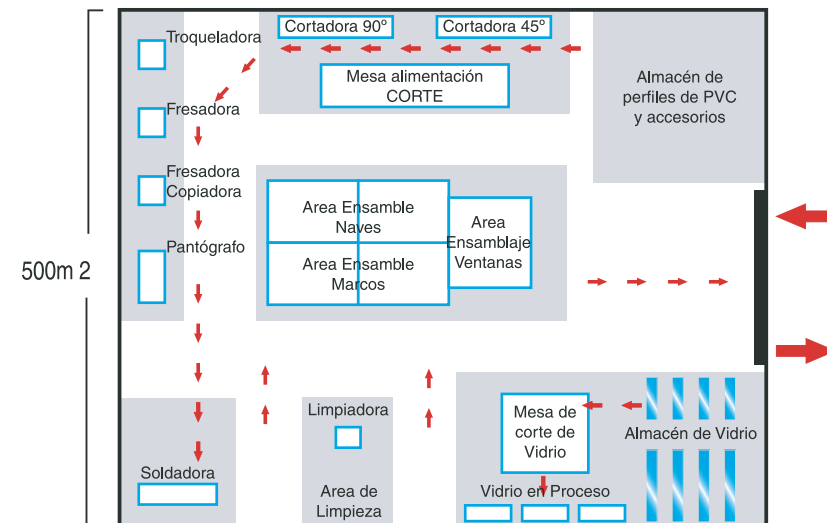 Cortadora 90º
Cortadora 45º
Troqueladora
Mesa alimentación
CORTE
Almacén de
perfiles de PVC
y accesorios
Fresadora
Fresadora
Copiadora
Area Ensamble
Naves
Area
Ensamblaje
Ventanas
Pantógrafo
Area Ensamble
Marcos
500m 2
Limpiadora
Mesa de
corte de
Vidrio
Almacén de Vidrio
Soldadora
Area de
Limpieza
Vidrio en Proceso